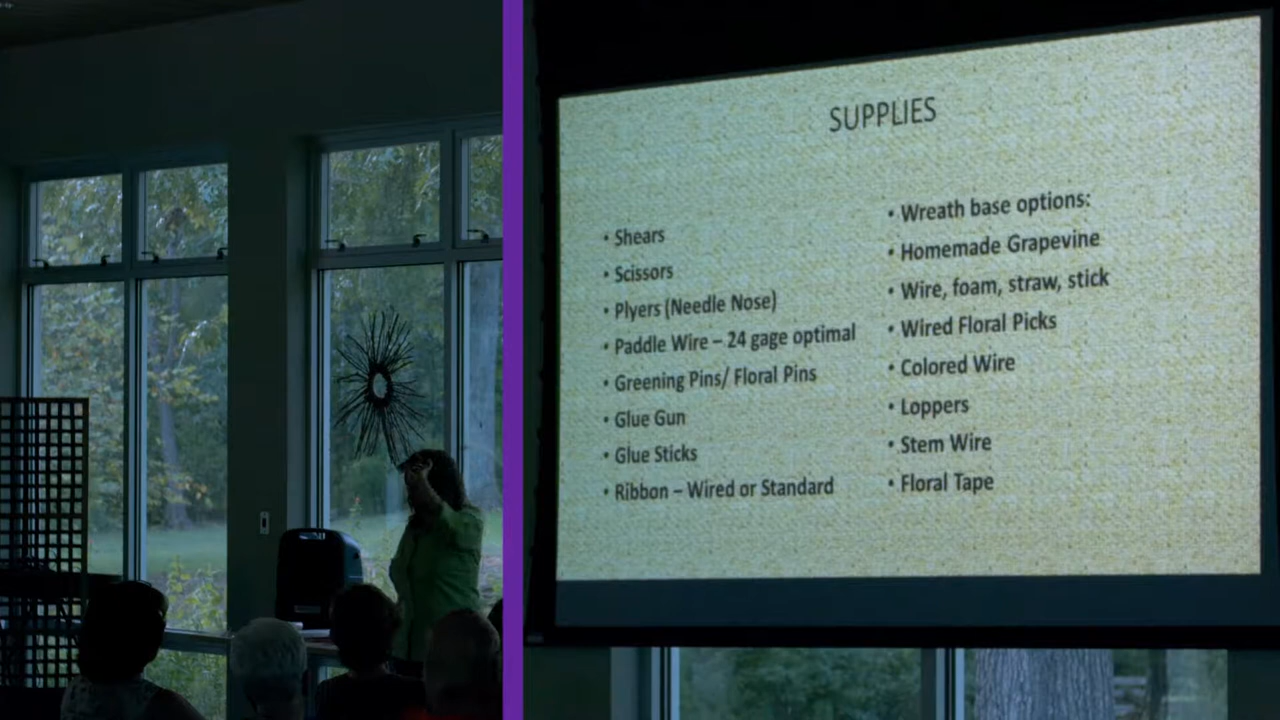 SUPPLIES
• Shears
• Scissors
• Plyers (Needle Nose)
• Paddle Wire – 24 gage optimal
• Greening Pins/ Floral Pins
• Glue Gun
• Glue Sticks
• Ribbon – Wired or Standard
• Wreath base options:
• Homemade Grapevine
• Wire, foam, straw, stick
• Wired Floral Picks
• Colored Wire
• Loppers
• Stem Wire
• Floral Tape